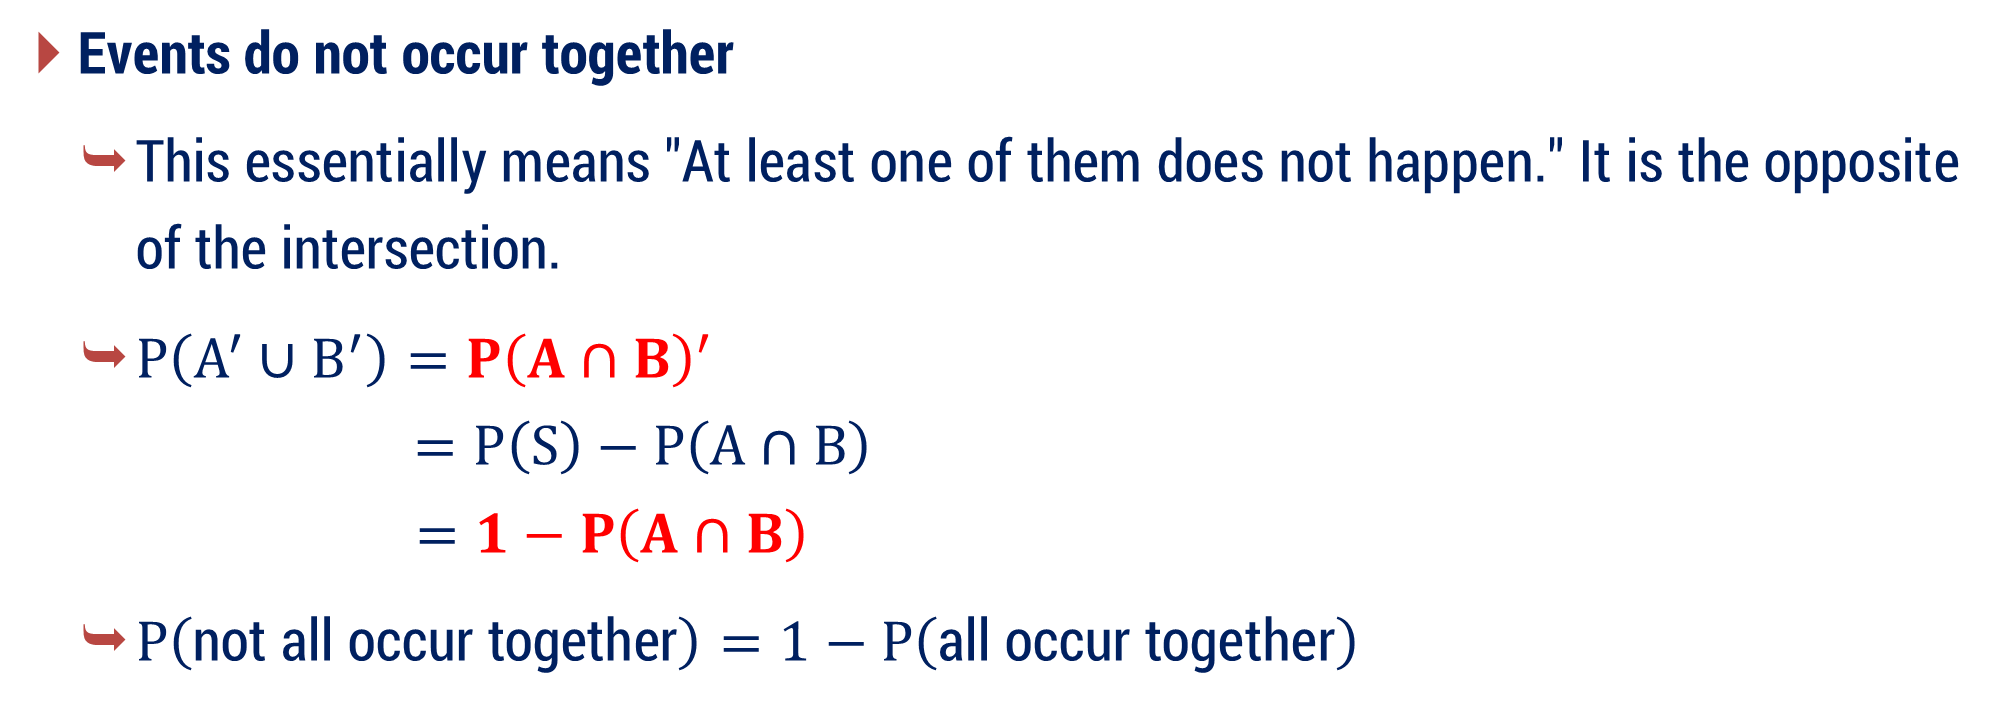 Events do not occur together
This essentially means "At least one of them does not happen." It is the opposite
of the intersection.
P(A′ ∪ B′) = P(A ∩ B)′
= P(S) − P(A ∩ B)
= 1 − P(A ∩ B)
P(not all occur together) = 1 − P(all occur together)